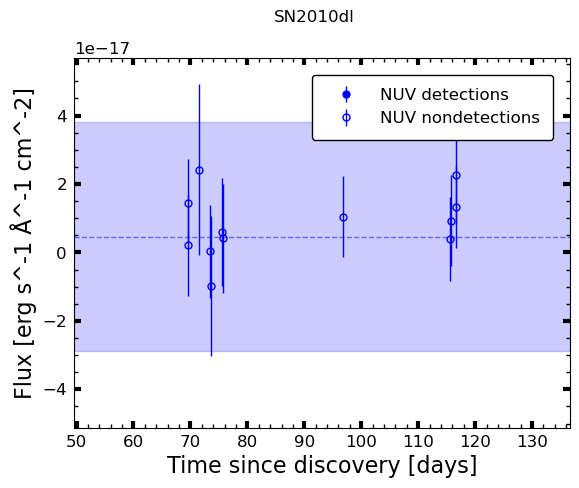 SN2010dl
1e−17
NUV detections
NUV nondetections
4
2
0
−2
−4
Flux [erg s^-1 Å^-1 cm^-2]
50 60 70 80 90 100 110 120 130
Time since discovery [days]